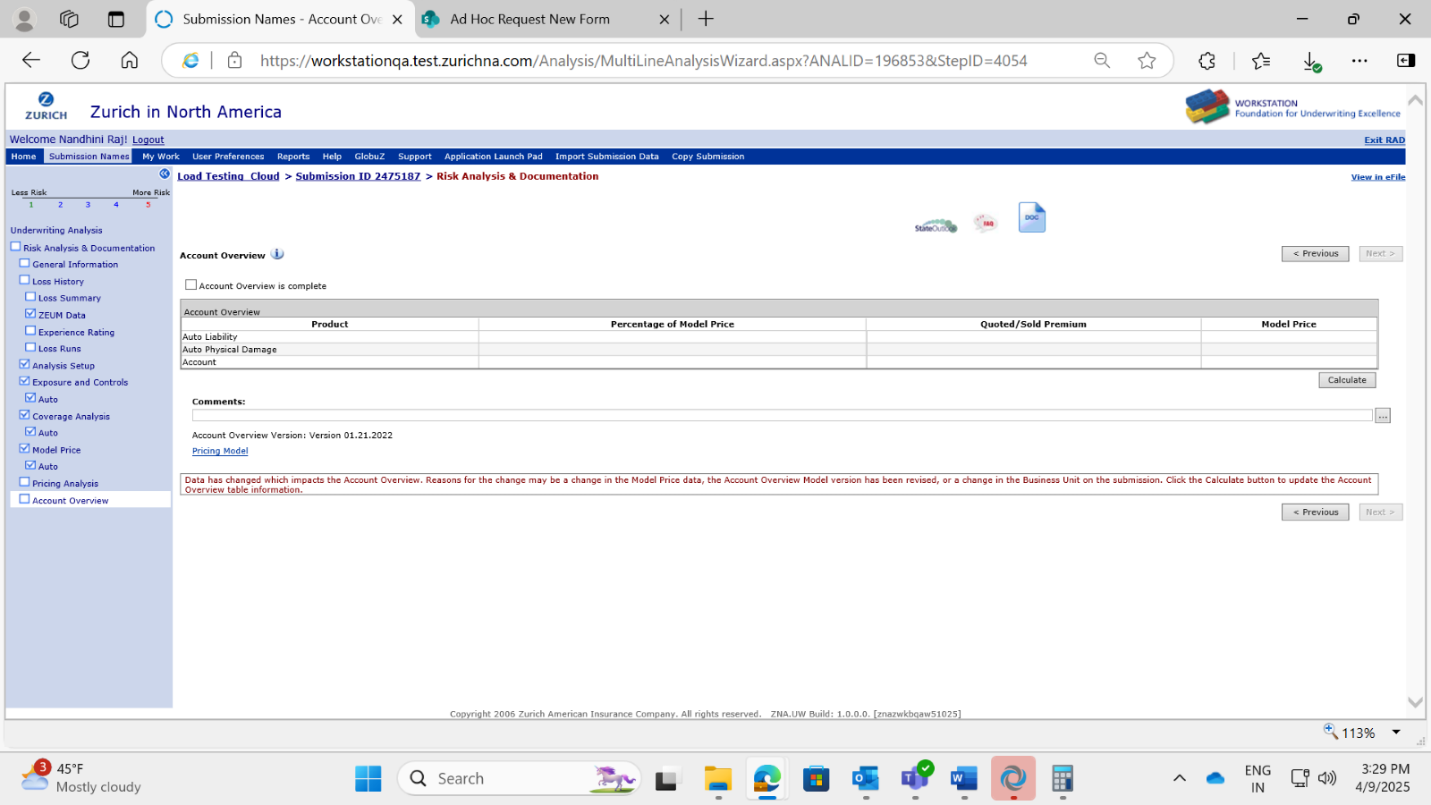 Submission Names - Account Ove
Ad Hoc Request New Form
https://workstationqa.test.zurichna.com/Analysis/MultiLineAnalysisWizard.aspx?ANALID=196853&StepID=4054
ZURICH
Zurich in North America
WORKSTATION
Foundation for Underwriting Excellence
Welcome Nandhini Raj! Logout
Exit RAD
Home Submission Names My Work User Preferences Reports Help GlobuZ Support Application Launch Pad Import Submission Data Copy Submission
Load Testing_Cloud > Submission ID 2475187 > Risk Analysis & Documentation
View in eFile
Less Risk More Risk
1 2 3 4 5
StateOutlook
FAQ
DOC
Underwriting Analysis
Risk Analysis & Documentation
General Information
Loss History
Loss Summary
ZEUM Data
Experience Rating
Loss Runs
Analysis Setup
Exposure and Controls
Auto
Coverage Analysis
Auto
Model Price
Auto
Pricing Analysis
Account Overview
Account Overview
< Previous Next >
Account Overview is complete
Account Overview
Product Percentage of Model Price Quoted/Sold Premium Model Price
Auto Liability
Auto Physical Damage
Account
Calculate
Comments:
...
Account Overview Version: Version 01.21.2022
Pricing Model
Data has changed which impacts the Account Overview. Reasons for the change may be a change in the Model Price data, the Account Overview Model version has been revised, or a change in the Business Unit on the submission. Click the Calculate button to update the Account
Overview table information.
< Previous Next >
Copyright 2006 Zurich American Insurance Company. All rights reserved. ZNA.UW Build: 1.0.0.0. [znazwkbqaw51025]
113%
3
45°F
Mostly cloudy
Search
ENG
IN
3:29 PM
4/9/2025